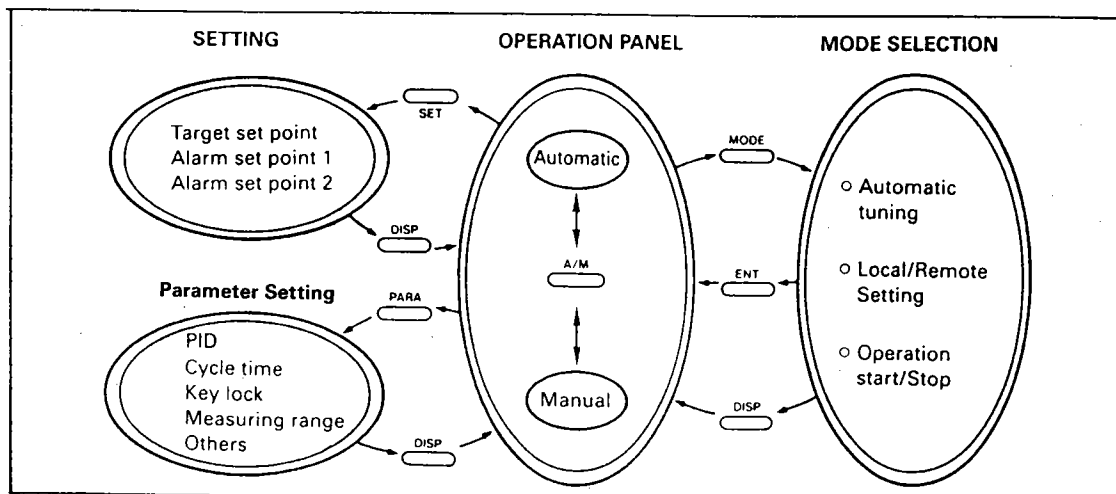 SETTING
OPERATION PANEL
MODE SELECTION
SET
Target set point
Alarm set point 1
Alarm set point 2
DISP
Parameter Setting
PARA
PID
Cycle time
Key lock
Measuring range
Others
DISP
Automatic
A/M
Manual
MODE
ENT
DISP
Automatic
tuning
Local/Remote
Setting
Operation
start/Stop